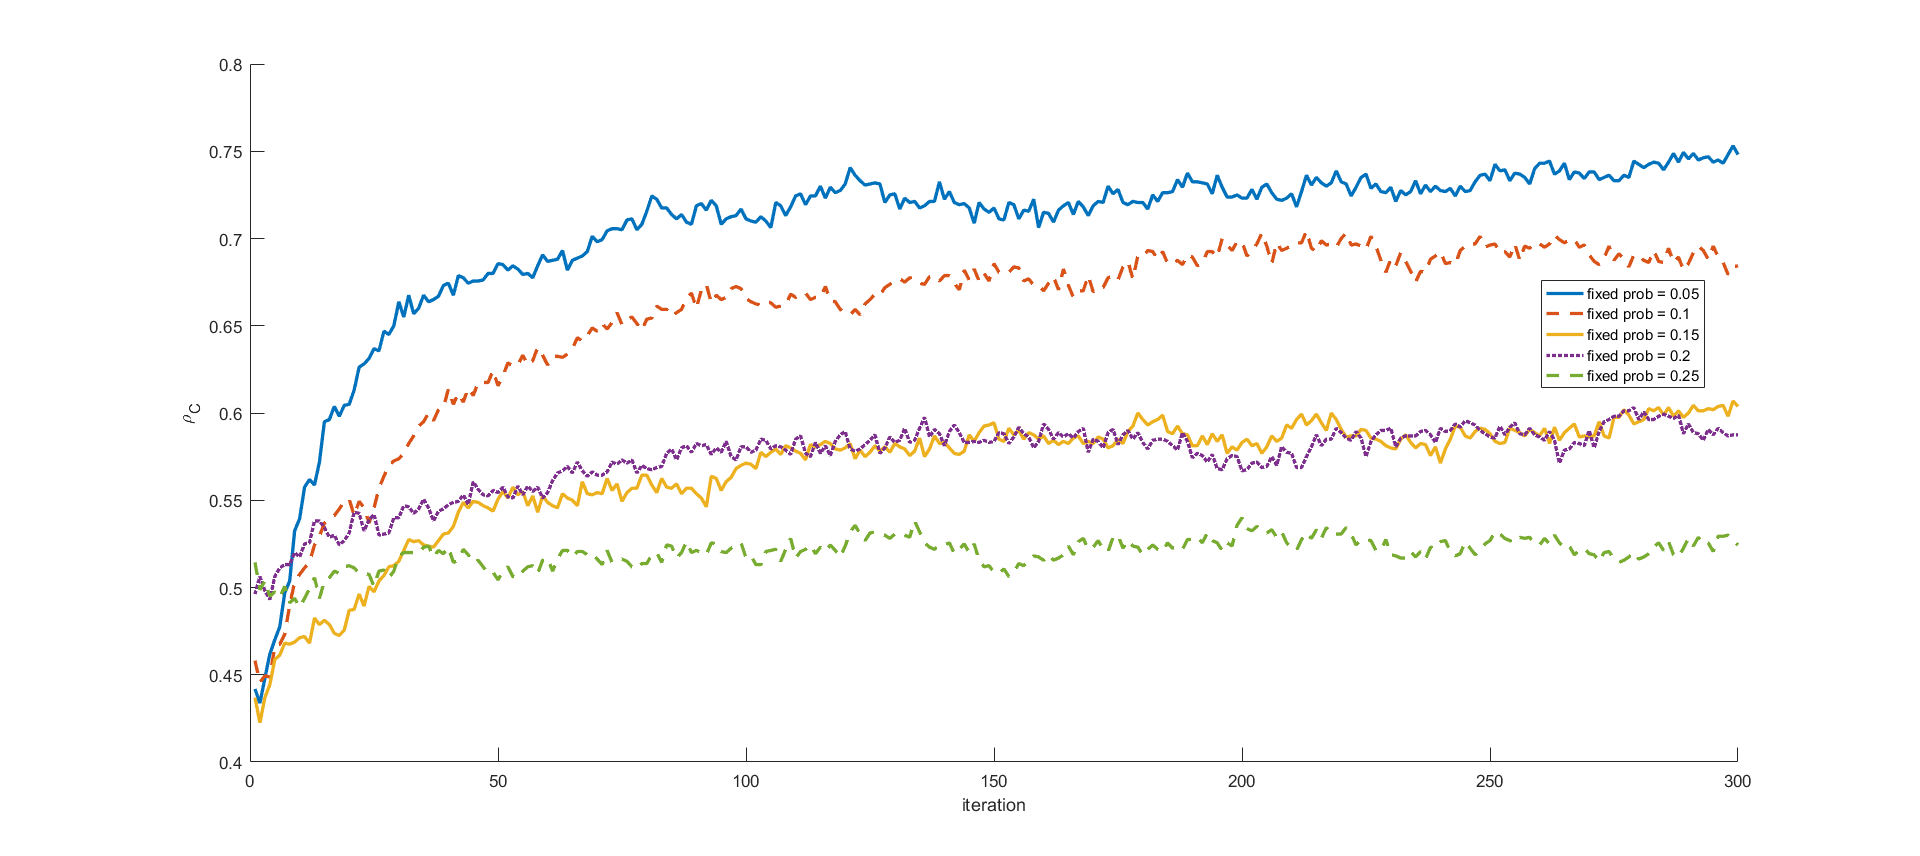 0.8
0.75
0.7
0.65
0.6
0.55
0.5
0.45
0.4
ρC
0
50
100
150
200
250
300
iteration
fixed prob = 0.05
fixed prob = 0.1
fixed prob = 0.15
fixed prob = 0.2
fixed prob = 0.25